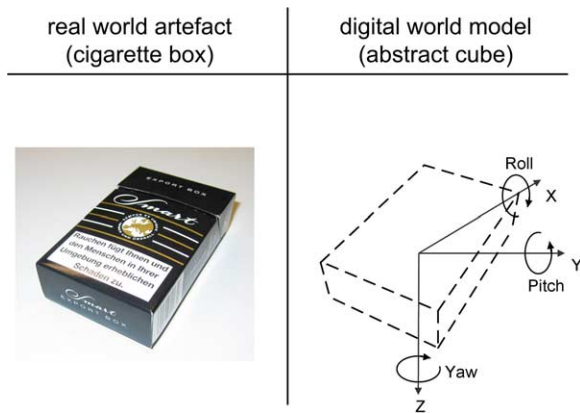 real world artefact
(cigarette box)
digital world model
(abstract cube)
EXPORT BOX
Smart
Rauchen fügt Ihnen und
den Menschen in Ihrer
Umgebung erheblichen
Schaden zu.
Smart
EXPORT BOX
Roll
X
Y
Pitch
Yaw
Z